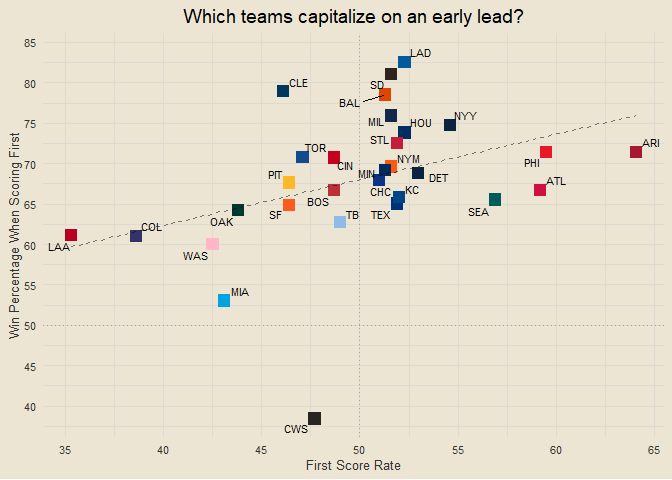 Which teams capitalize on an early lead?
85
LAD
80
SD
CLE
BAL
75
MIL
HOU
NYY
STL
ARI
70
TOR
CIN
NYM
PHI
MIN
PIT
DET
ATL
CHC
KC
65
BOS
SF
TB
TEX
SEA
OAK
COL
60
LAA
WAS
55
MIA
50
45
40
CWS
35
40
45
50
55
60
65
First Score Rate
Win Percentage When Scoring First